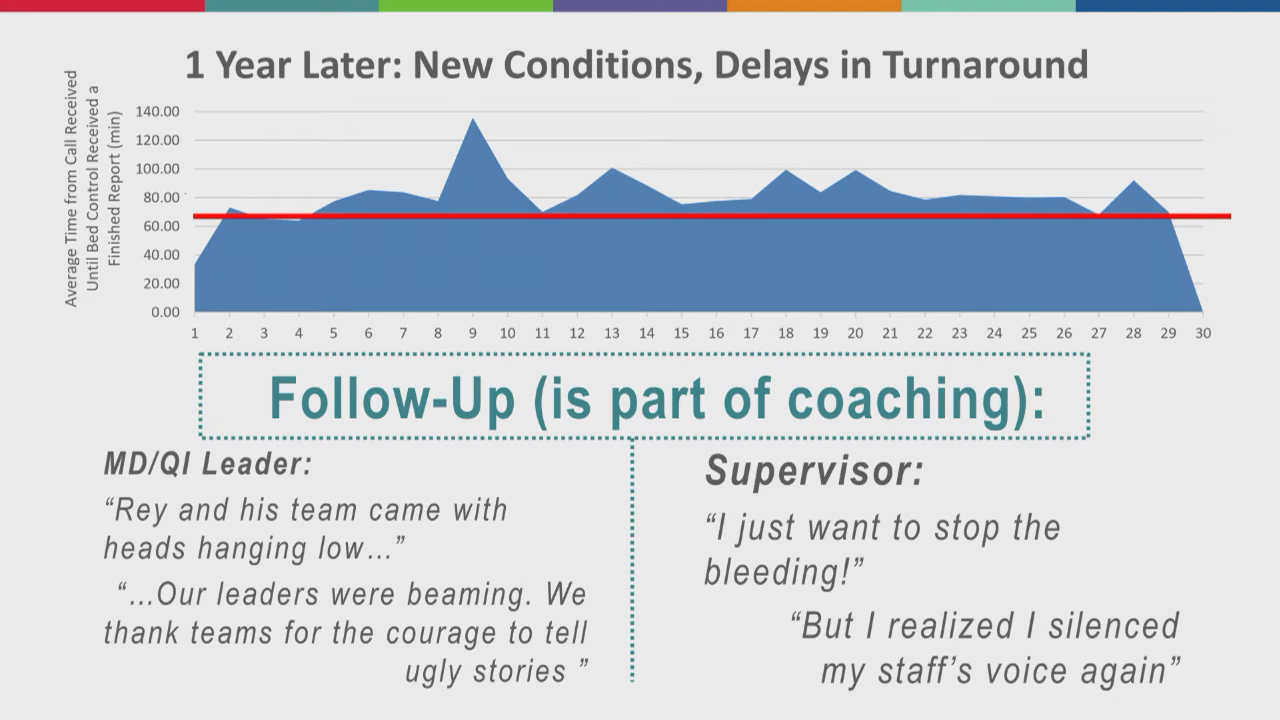 1 Year Later: New Conditions, Delays in Turnaround
Average Time from Call Received
Until Bed Control Received a
Finished Report (min)
140.00
120.00
100.00
80.00
60.00
40.00
20.00
0.00
1 2 3 4 5 6 7 8 9 10 11 12 13 14 15 16 17 18 19 20 21 22 23 24 25 26 27 28 29 30
Follow-Up (is part of coaching):
MD/QI Leader:
“Rey and his team came with
heads hanging low…”
“…Our leaders were beaming. We
thank teams for the courage to tell
ugly stories ”
Supervisor:
“I just want to stop the
bleeding!”
“But I realized I silenced
my staff’s voice again”